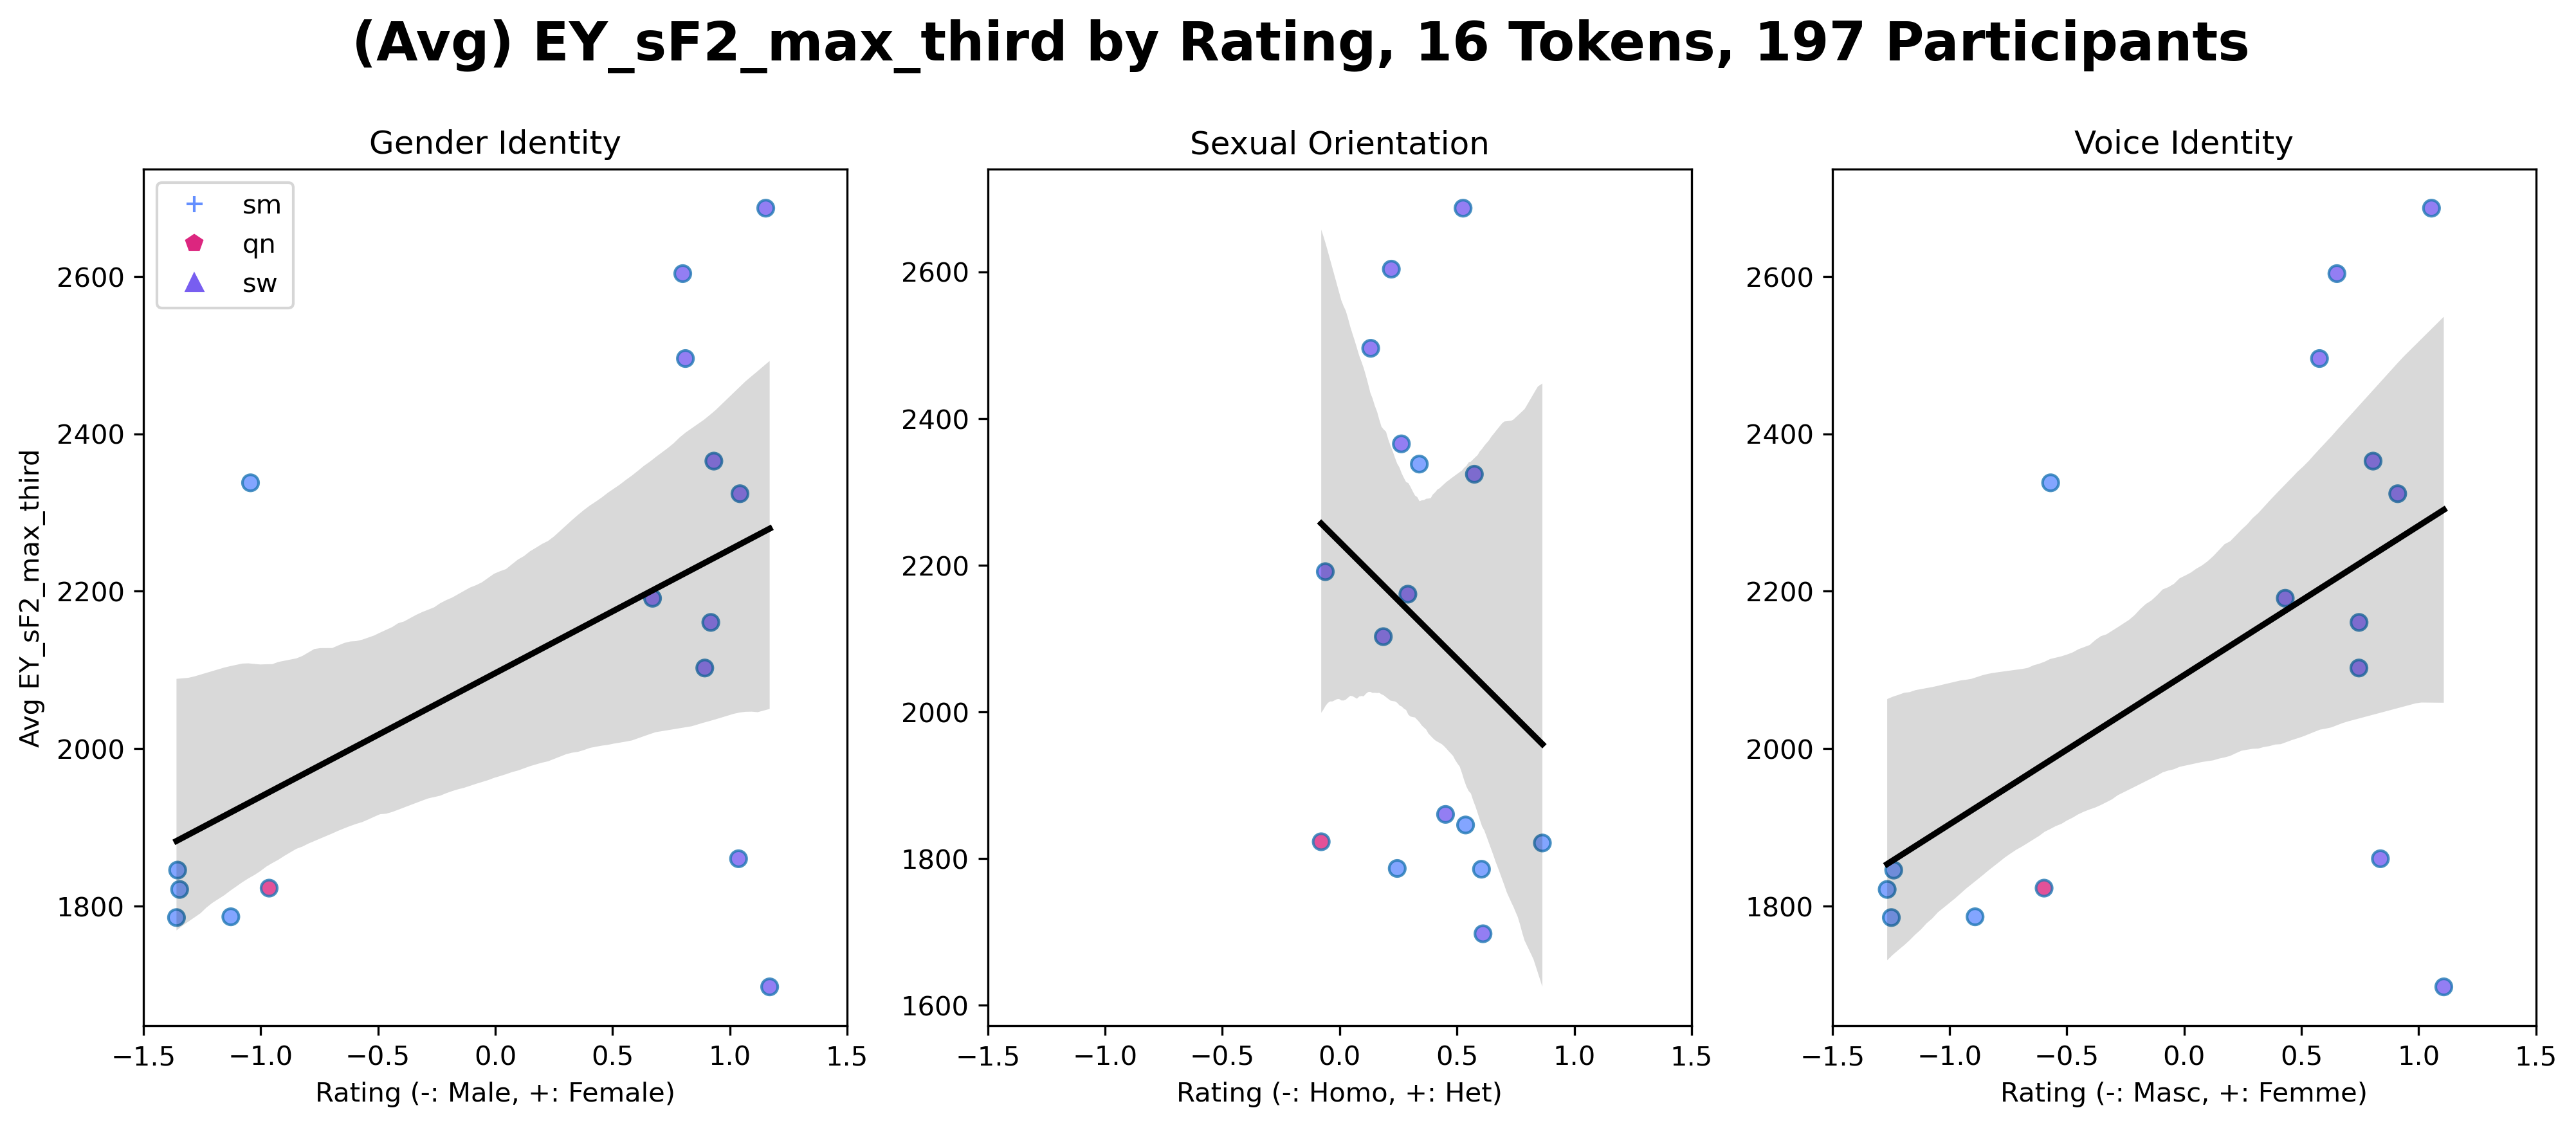 (Avg) EY_sF2_max_third by Rating, 16 Tokens, 197 Participants
Gender Identity
sm
qn
sw
Avg EY_sF2_max_third
2600
2400
2200
2000
1800
−1.5 −1.0 −0.5 0.0 0.5 1.0 1.5
Rating (-: Male, +: Female)
Sexual Orientation
2600
2400
2200
2000
1800
1600
−1.5 −1.0 −0.5 0.0 0.5 1.0 1.5
Rating (-: Homo, +: Het)
Voice Identity
2600
2400
2200
2000
1800
−1.5 −1.0 −0.5 0.0 0.5 1.0 1.5
Rating (-: Masc, +: Femme)